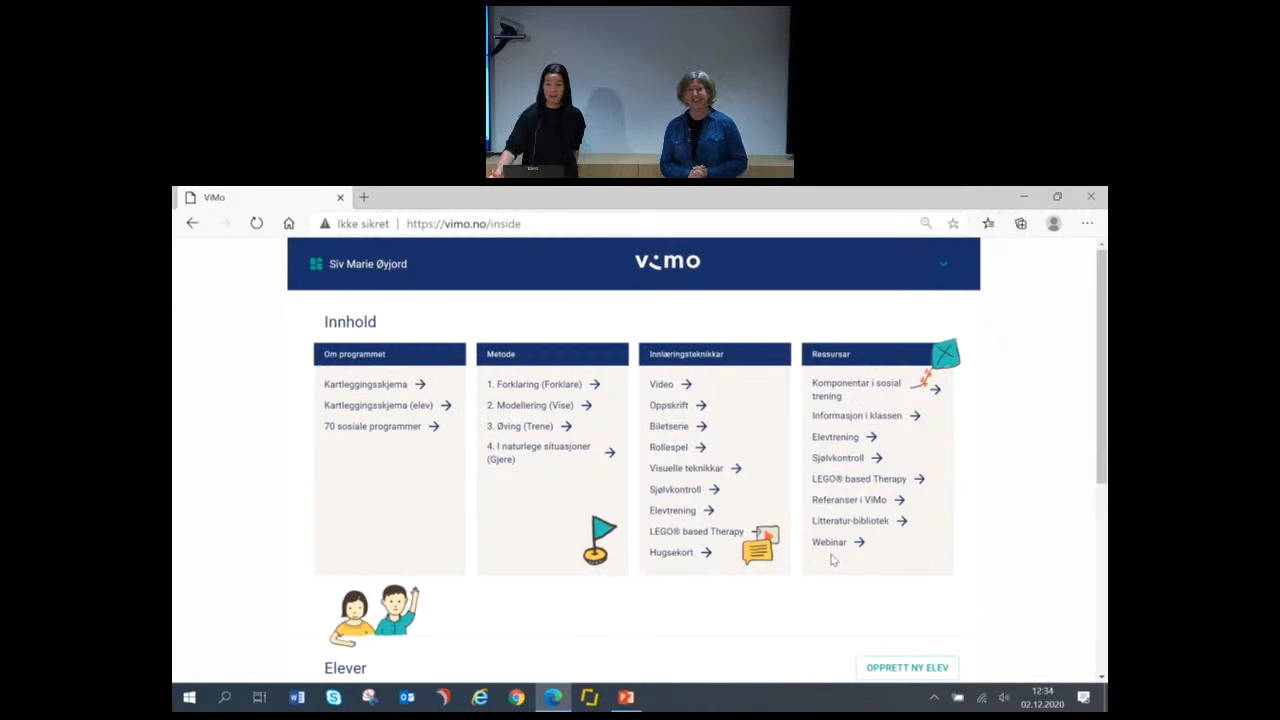 ViMo
Ikke sikret | https://vimo.no/inside
Siv Marie Øyjord
vimo
Innhold
Om programmet
Kartleggingsskjema
Kartleggingsskjema (elev)
70 sosiale programmer
Metode
1. Forklaring (Forklare)
2. Modellering (Vise)
3. Øving (Trene)
4. I naturlege situasjoner
(Gjere)
Innlæringsteknikkar
Video
Oppskrift
Biletserie
Rollespel
Visuelle teknikkar
Sjølvkontroll
Elevtrening
LEGO® based Therapy
Hugsekort
Ressursar
Komponentar i sosial
trening
Informasjon i klassen
Elevtrening
Sjølvkontroll
LEGO® based Therapy
Referanser i ViMo
Litteratur-bibliotek
Webinar
Elever
OPPRETT NY ELEV
12:34
02.12.2020